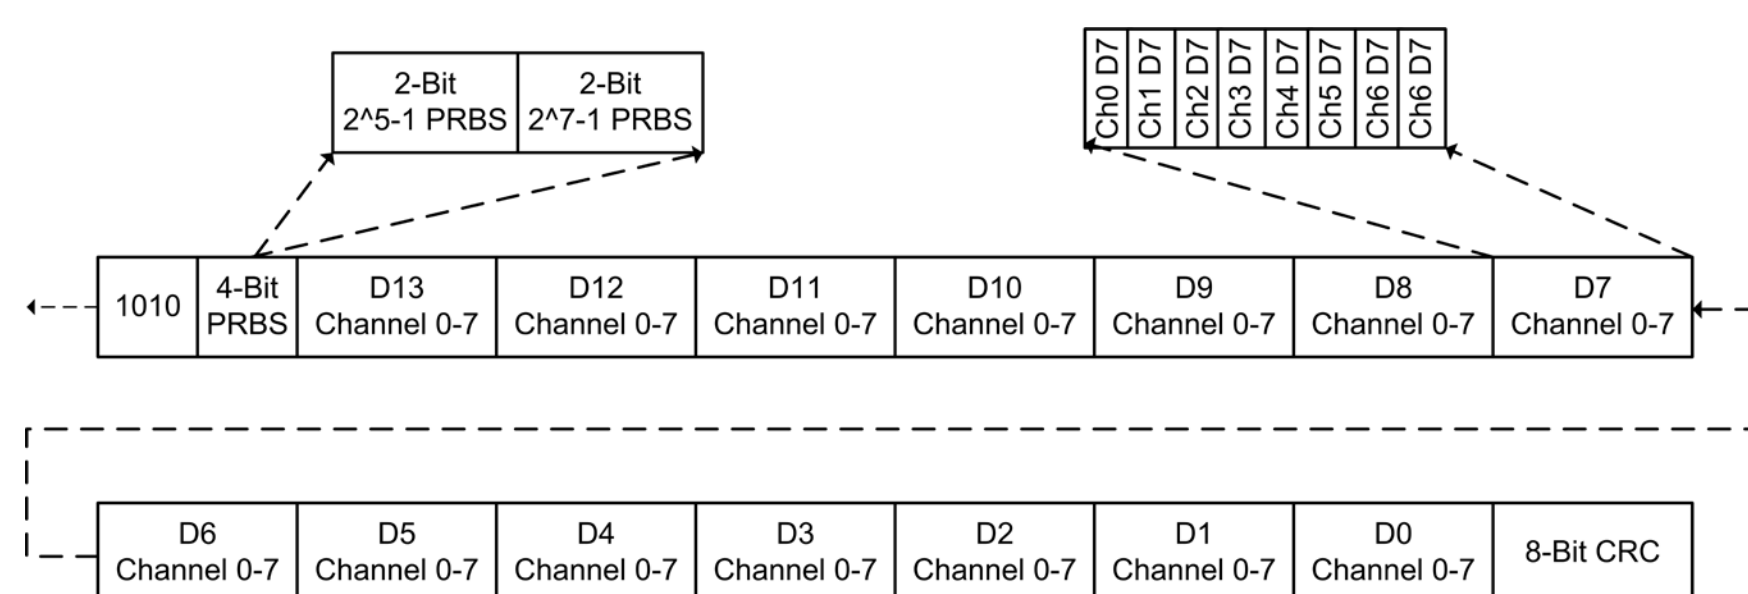 2-Bit
2^5-1 PRBS
2-Bit
2^7-1 PRBS
Ch0 D7
Ch1 D7
Ch2 D7
Ch3 D7
Ch4 D7
Ch5 D7
Ch6 D7
Ch6 D7
1010
4-Bit
PRBS
D13
Channel 0-7
D12
Channel 0-7
D11
Channel 0-7
D10
Channel 0-7
D9
Channel 0-7
D8
Channel 0-7
D7
Channel 0-7
D6
Channel 0-7
D5
Channel 0-7
D4
Channel 0-7
D3
Channel 0-7
D2
Channel 0-7
D1
Channel 0-7
D0
Channel 0-7
8-Bit CRC